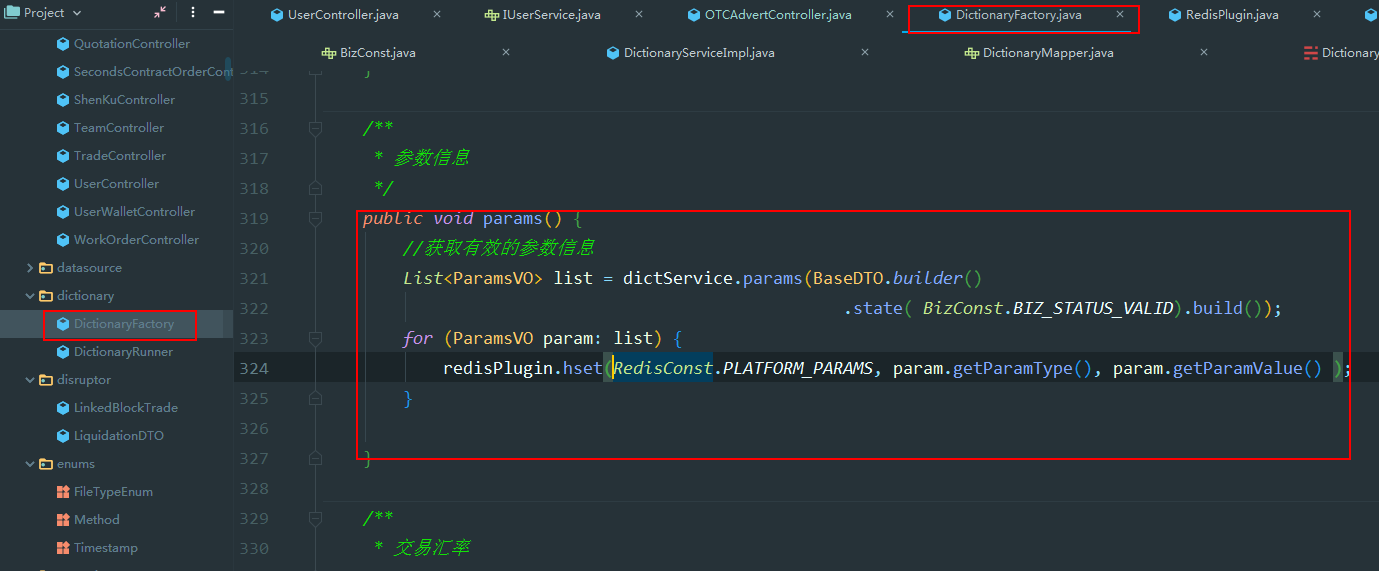 Project
UserController.java
IUserService.java
OTCAdvertController.java
DictionaryFactory.java
RedisPlugin.java
BizConst.java
DictionaryServiceImpl.java
DictionaryMapper.java
Dictionary
QuotationController
SecondsContractOrderCont
ShenKuController
TeamController
TradeController
UserController
UserWalletController
WorkOrderController
datasource
dictionary
DictionaryFactory
DictionaryRunner
disruptor
LinkedBlockTrade
LiquidationDTO
enums
FileTypeEnum
Method
Timestamp
314 }
315
316 /**
317 * 参数信息
318 */
319 public void params() {
320 //获取有效的参数信息
321 List<ParamsVO> list = dictService.params(BaseDTO.builder()
322 .state( BizConst.BIZ_STATUS_VALID).build());
323 for (ParamsVO param: list) {
324 redisPlugin.hset(RedisConst.PLATFORM_PARAMS, param.getParamType(), param.getParamValue() );
325 }
326
327 }
328
329 /**
330 * 交易汇率